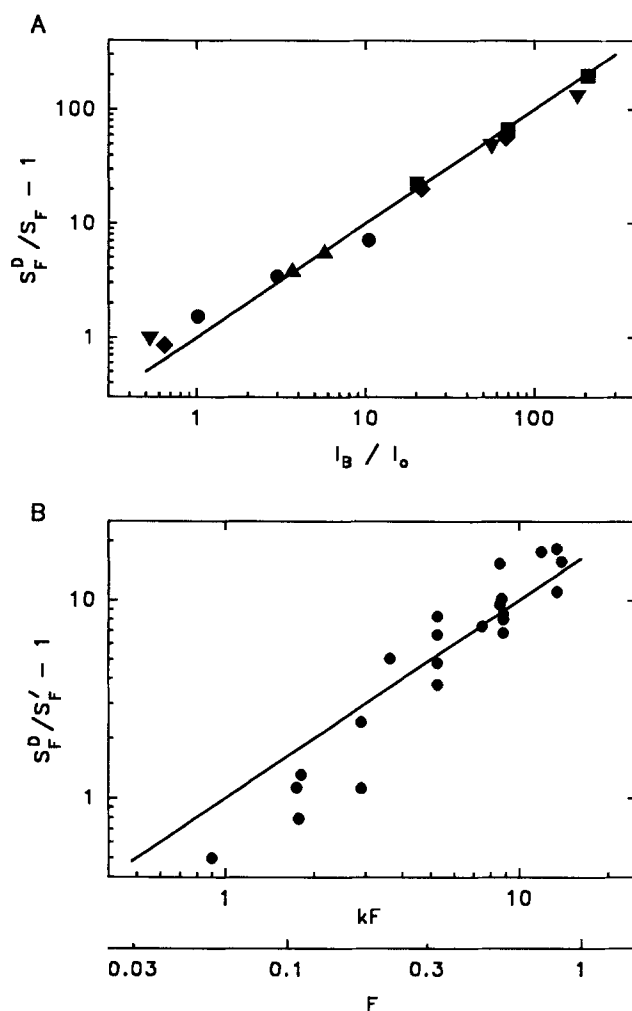 A
S_F^D/S_F − 1
100
10
1
1 10 100
I_B / I_o
B
S_F^D/S_F′ − 1
10
1
1 10
kF
0.03 0.1 0.3 1
F